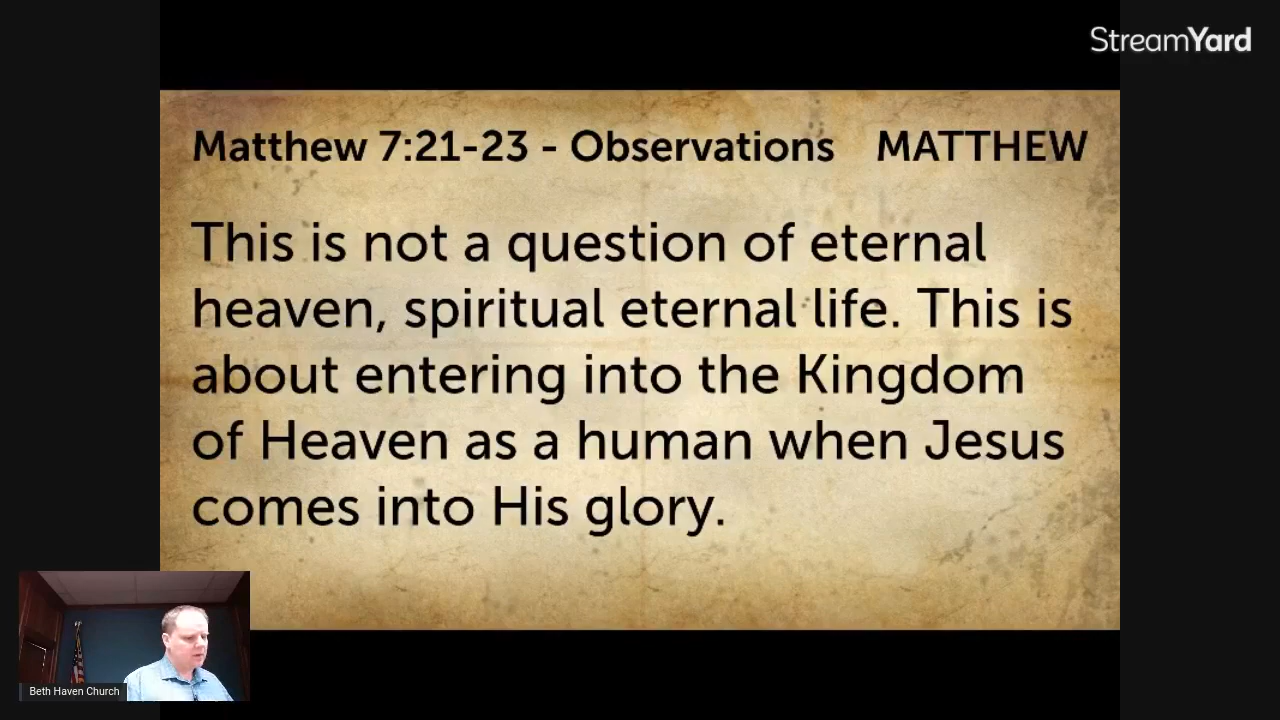 StreamYard
Matthew 7:21-23 - Observations MATTHEW
This is not a question of eternal
heaven, spiritual eternal life. This is
about entering into the Kingdom
of Heaven as a human when Jesus
comes into His glory.
Beth Haven Church